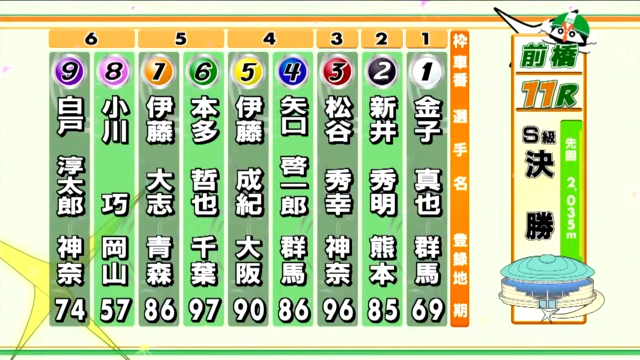 前橋
11R
S級
決勝
先固 2,035m
枠 車番 選手名 登録地 期
1 1 金子 真也 群馬 69
2 2 新井 秀明 熊本 85
3 3 松谷 秀幸 神奈 96
4 4 矢口 啓一郎 群馬 86
5 伊藤 成紀 大阪 90
5 6 本多 哲也 千葉 97
7 伊藤 大志 青森 86
6 8 小川 巧 岡山 57
9 白戸 淳太郎 神奈 74